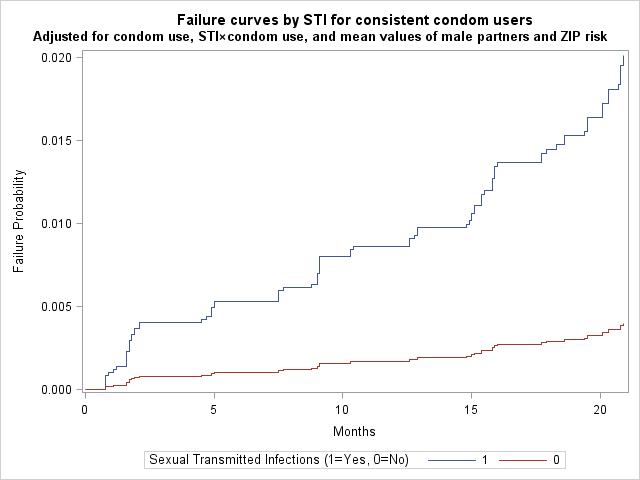 Failure curves by STI for consistent condom users
Adjusted for condom use, STI×condom use, and mean values of male partners and ZIP risk
0.020
0.015
0.010
0.005
0.000
Failure Probability
0 5 10 15 20
Months
Sexual Transmitted Infections (1=Yes, 0=No) 1 0